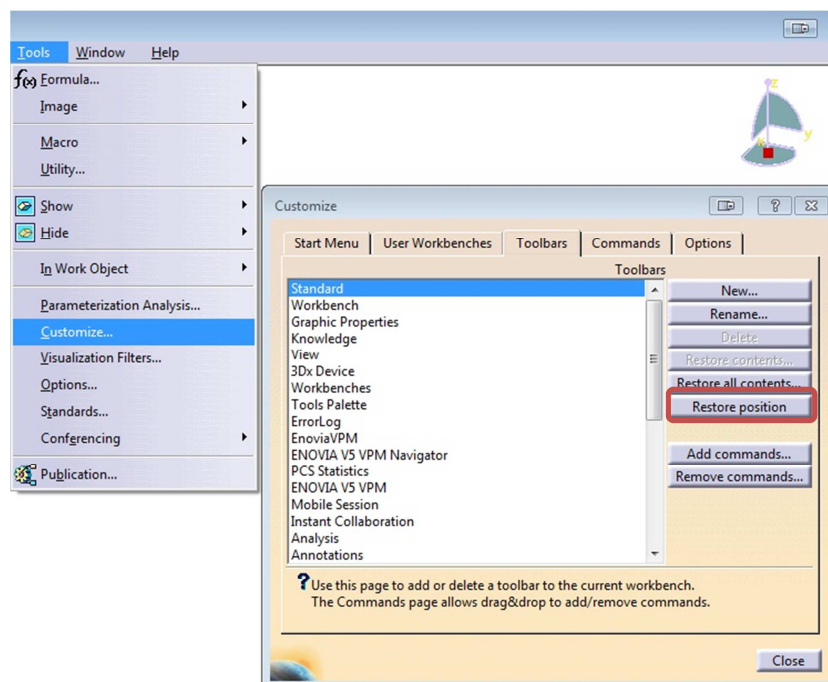 Tools Window Help
f(x) Formula...
Image
Macro
Utility...
Show
Hide
In Work Object
Parameterization Analysis...
Customize...
Visualization Filters...
Options...
Standards...
Conferencing
Publication...
z
y
x
Customize
Start Menu User Workbenches Toolbars Commands Options
Toolbars
Standard
Workbench
Graphic Properties
Knowledge
View
3Dx Device
Workbenches
Tools Palette
ErrorLog
EnoviaVPM
ENOVIA V5 VPM Navigator
PCS Statistics
ENOVIA V5 VPM
Mobile Session
Instant Collaboration
Analysis
Annotations
New...
Rename...
Delete
Restore contents...
Restore all contents...
Restore position
Add commands...
Remove commands...
? Use this page to add or delete a toolbar to the current workbench.
The Commands page allows drag&drop to add/remove commands.
Close